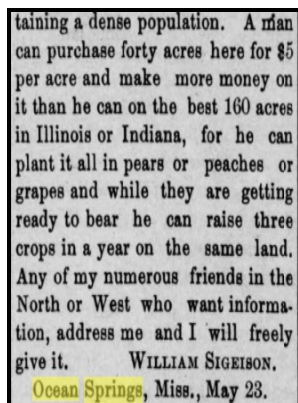 taining a dense population. A man
can purchase forty acres here for $5
per acre and make more money on
it than he can on the best 160 acres
in Illinois or Indiana, for he can
plant it all in pears or peaches or
grapes and while they are getting
ready to bear he can raise three
crops in a year on the same land.
Any of my numerous friends in the
North or West who want informa-
tion, address me and I will freely
give it. WILLIAM SIGEISON.
Ocean Springs, Miss., May 23.